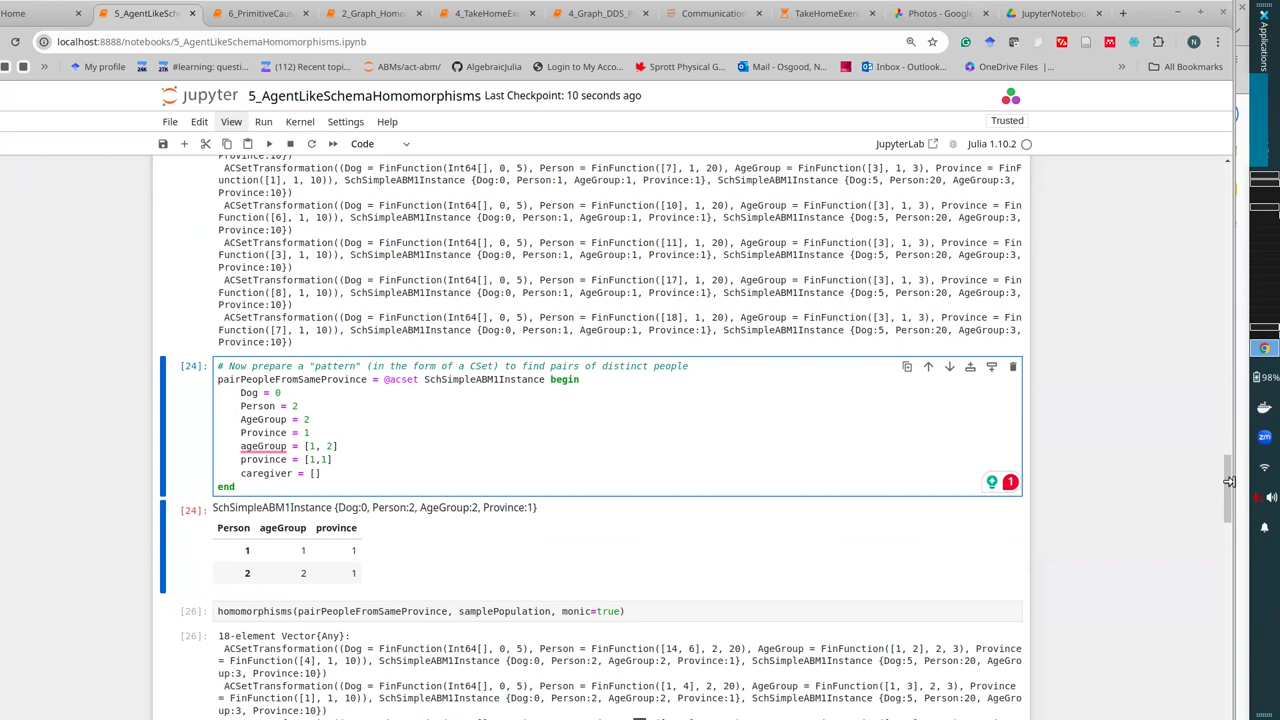 Home
5_AgentLikeSche
6_PrimitiveCaus
2_Graph_Homo
4_TakeHomeExe
4_Graph_DDS_R
Communication
TakeHomeExerc
Photos - Google
JupyterNotebook
localhost:8888/notebooks/5_AgentLikeSchemaHomomorphisms.ipynb
My profile
#learning: questi...
(112) Recent topi...
ABMs/act-abm/
AlgebraicJulia
Login to My Acco...
Sprott Physical G...
Mail - Osgood, N...
Inbox - Outlook...
OneDrive Files |...
All Bookmarks
Applications
jupyter 5_AgentLikeSchemaHomomorphisms Last Checkpoint: 10 seconds ago
File Edit View Run Kernel Settings Help
Trusted
Code
JupyterLab
Julia 1.10.2
Province:10})
ACSetTransformation((Dog = FinFunction(Int64[], 0, 5), Person = FinFunction([7], 1, 20), AgeGroup = FinFunction([3], 1, 3), Province = FinF
unction([1], 1, 10)), SchSimpleABM1Instance {Dog:0, Person:1, AgeGroup:1, Province:1}, SchSimpleABM1Instance {Dog:5, Person:20, AgeGroup:3,
Province:10})
ACSetTransformation((Dog = FinFunction(Int64[], 0, 5), Person = FinFunction([10], 1, 20), AgeGroup = FinFunction([3], 1, 3), Province = Fin
Function([6], 1, 10)), SchSimpleABM1Instance {Dog:0, Person:1, AgeGroup:1, Province:1}, SchSimpleABM1Instance {Dog:5, Person:20, AgeGroup:3,
Province:10})
ACSetTransformation((Dog = FinFunction(Int64[], 0, 5), Person = FinFunction([11], 1, 20), AgeGroup = FinFunction([3], 1, 3), Province = Fin
Function([3], 1, 10)), SchSimpleABM1Instance {Dog:0, Person:1, AgeGroup:1, Province:1}, SchSimpleABM1Instance {Dog:5, Person:20, AgeGroup:3,
Province:10})
ACSetTransformation((Dog = FinFunction(Int64[], 0, 5), Person = FinFunction([17], 1, 20), AgeGroup = FinFunction([3], 1, 3), Province = Fin
Function([8], 1, 10)), SchSimpleABM1Instance {Dog:0, Person:1, AgeGroup:1, Province:1}, SchSimpleABM1Instance {Dog:5, Person:20, AgeGroup:3,
Province:10})
ACSetTransformation((Dog = FinFunction(Int64[], 0, 5), Person = FinFunction([18], 1, 20), AgeGroup = FinFunction([3], 1, 3), Province = Fin
Function([7], 1, 10)), SchSimpleABM1Instance {Dog:0, Person:1, AgeGroup:1, Province:1}, SchSimpleABM1Instance {Dog:5, Person:20, AgeGroup:3,
Province:10})
[24]: # Now prepare a "pattern" (in the form of a CSet) to find pairs of distinct people
pairPeopleFromSameProvince = @acset SchSimpleABM1Instance begin
Dog = 0
Person = 2
AgeGroup = 2
Province = 1
ageGroup = [1, 2]
province = [1,1]
caregiver = []
end
1
98%
[24]: SchSimpleABM1Instance {Dog:0, Person:2, AgeGroup:2, Province:1}
Person ageGroup province
1 1 1
2 2 1
[26]: homomorphisms(pairPeopleFromSameProvince, samplePopulation, monic=true)
[26]: 18-element Vector{Any}:
ACSetTransformation((Dog = FinFunction(Int64[], 0, 5), Person = FinFunction([14, 6], 2, 20), AgeGroup = FinFunction([1, 2], 2, 3), Province
= FinFunction([4], 1, 10)), SchSimpleABM1Instance {Dog:0, Person:2, AgeGroup:2, Province:1}, SchSimpleABM1Instance {Dog:5, Person:20, AgeGro
up:3, Province:10})
ACSetTransformation((Dog = FinFunction(Int64[], 0, 5), Person = FinFunction([1, 4], 2, 20), AgeGroup = FinFunction([1, 3], 2, 3), Province
= FinFunction([1], 1, 10)), SchSimpleABM1Instance {Dog:0, Person:2, AgeGroup:2, Province:1}, SchSimpleABM1Instance {Dog:5, Person:20, AgeGro
up:3, Province:10})